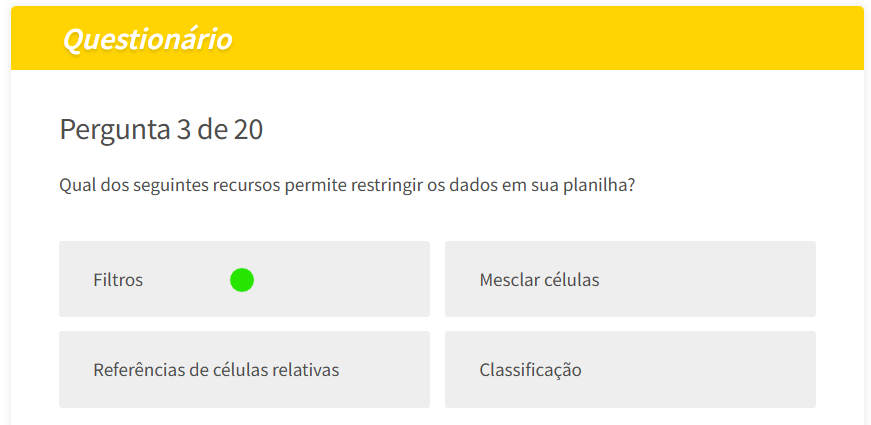 Questionário
Pergunta 3 de 20
Qual dos seguintes recursos permite restringir os dados em sua planilha?
Filtros
Mesclar células
Referências de células relativas
Classificação